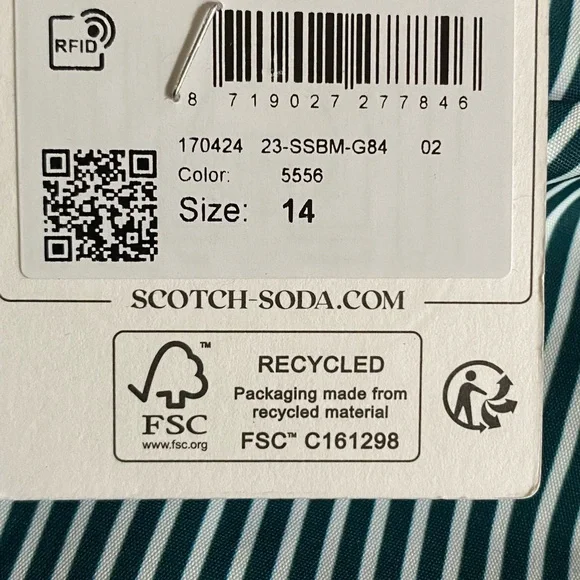 RFID
8 719027 277846
170424 23-SSBM-G84 02
Color: 5556
Size: 14
SCOTCH-SODA.COM
FSC
www.fsc.org
™
RECYCLED
Packaging made from
recycled material
FSC™ C161298